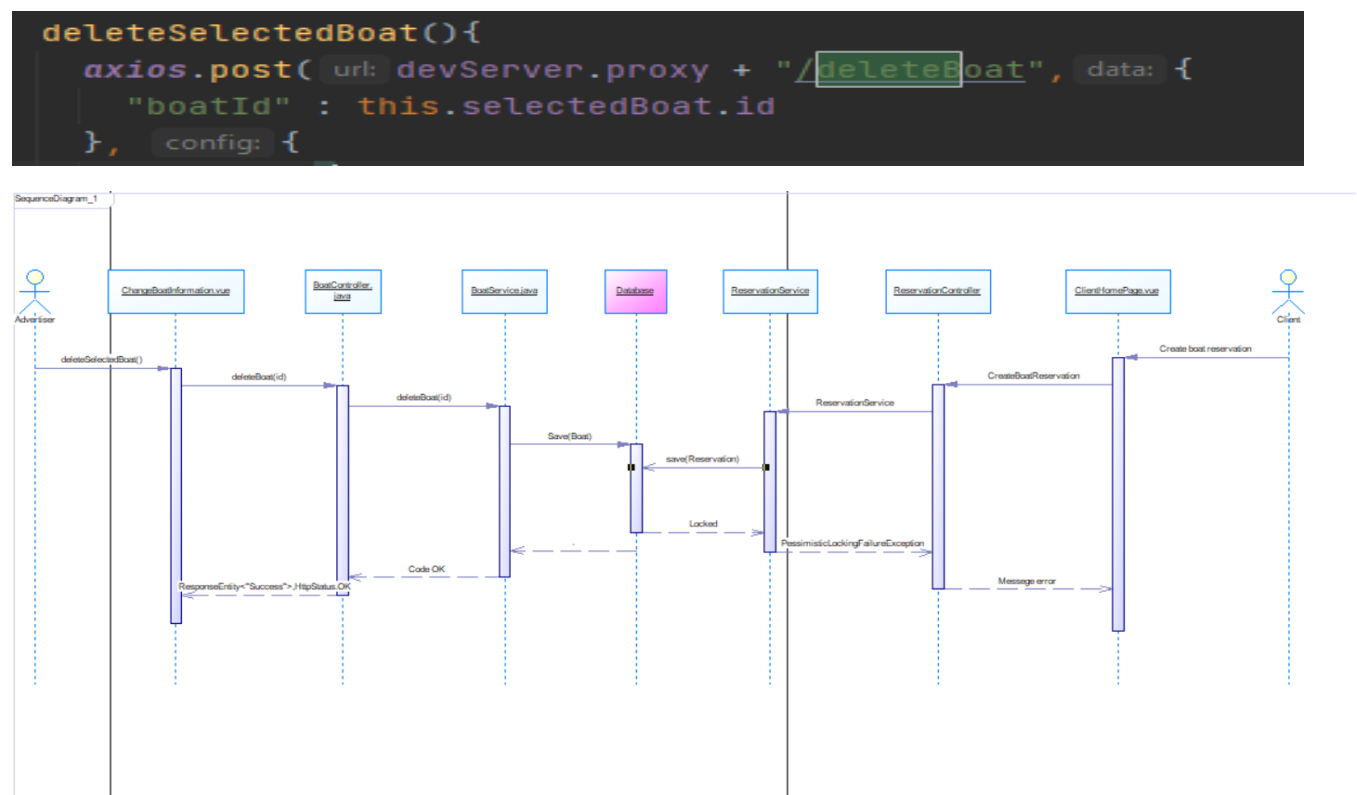 deleteSelectedBoat(){
axios.post( url: devServer.proxy + "/deleteBoat", data: {
"boatId" : this.selectedBoat.id
}, config: {
SequenceDiagram_1
Advertiser
ChangeBoatInformation.vue
BoatController.
java
BoatService.java
Database
ReservationService
ReservationController
ClientHomePage.vue
Client
deleteSelectedBoat()
Create boat reservation
deleteBoat(id)
CreateBoatReservation
deleteBoat(id)
ReservationService
Save(Boat)
save(Reservation)
Locked
PessimisticLockingFailureException
Code OK
Messege error
ResponseEntity<"Success">,HttpStatus.OK